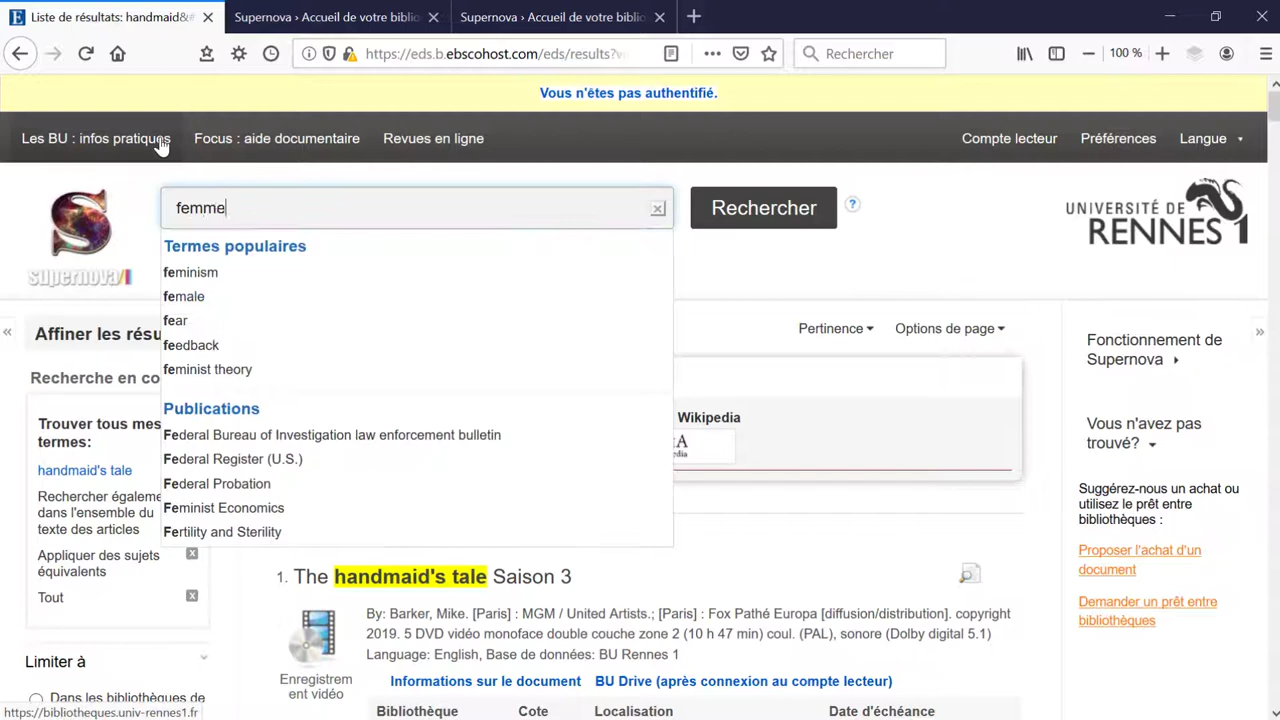 Liste de résultats: handmaid&#
Supernova › Accueil de votre biblio
Supernova › Accueil de votre biblio
https://eds.b.ebscohost.com/eds/results?v
Rechercher
100 %
Vous n'êtes pas authentifié.
Les BU : infos pratiques
Focus : aide documentaire
Revues en ligne
Compte lecteur
Préférences
Langue
supernova
femme
Rechercher
?
UNIVERSITÉ DE
RENNES 1
Termes populaires
feminism
female
fear
feedback
feminist theory
Publications
Federal Bureau of Investigation law enforcement bulletin
Federal Register (U.S.)
Federal Probation
Feminist Economics
Fertility and Sterility
«
Affiner les résu
Recherche en co
Trouver tous mes
termes:
handmaid's tale
Rechercher égaleme
dans l'ensemble du
texte des articles
Appliquer des sujets
équivalents
Tout
Limiter à
Dans les bibliothèques de
Pertinence
Options de page
Wikipedia
1. The handmaid's tale Saison 3
By: Barker, Mike. [Paris] : MGM / United Artists.; [Paris] : Fox Pathé Europa [diffusion/distribution]. copyright
2019. 5 DVD vidéo monoface double couche zone 2 (10 h 47 min) coul. (PAL), sonore (Dolby digital 5.1)
Language: English, Base de données: BU Rennes 1
Enregistrem
ent vidéo
Informations sur le document
BU Drive (après connexion au compte lecteur)
Bibliothèque
Cote
Localisation
Date d'échéance
»
Fonctionnement de
Supernova
Vous n'avez pas
trouvé?
Suggérez-nous un achat ou
utilisez le prêt entre
bibliothèques :
Proposer l'achat d'un
document
Demander un prêt entre
bibliothèques
https://bibliotheques.univ-rennes1.fr